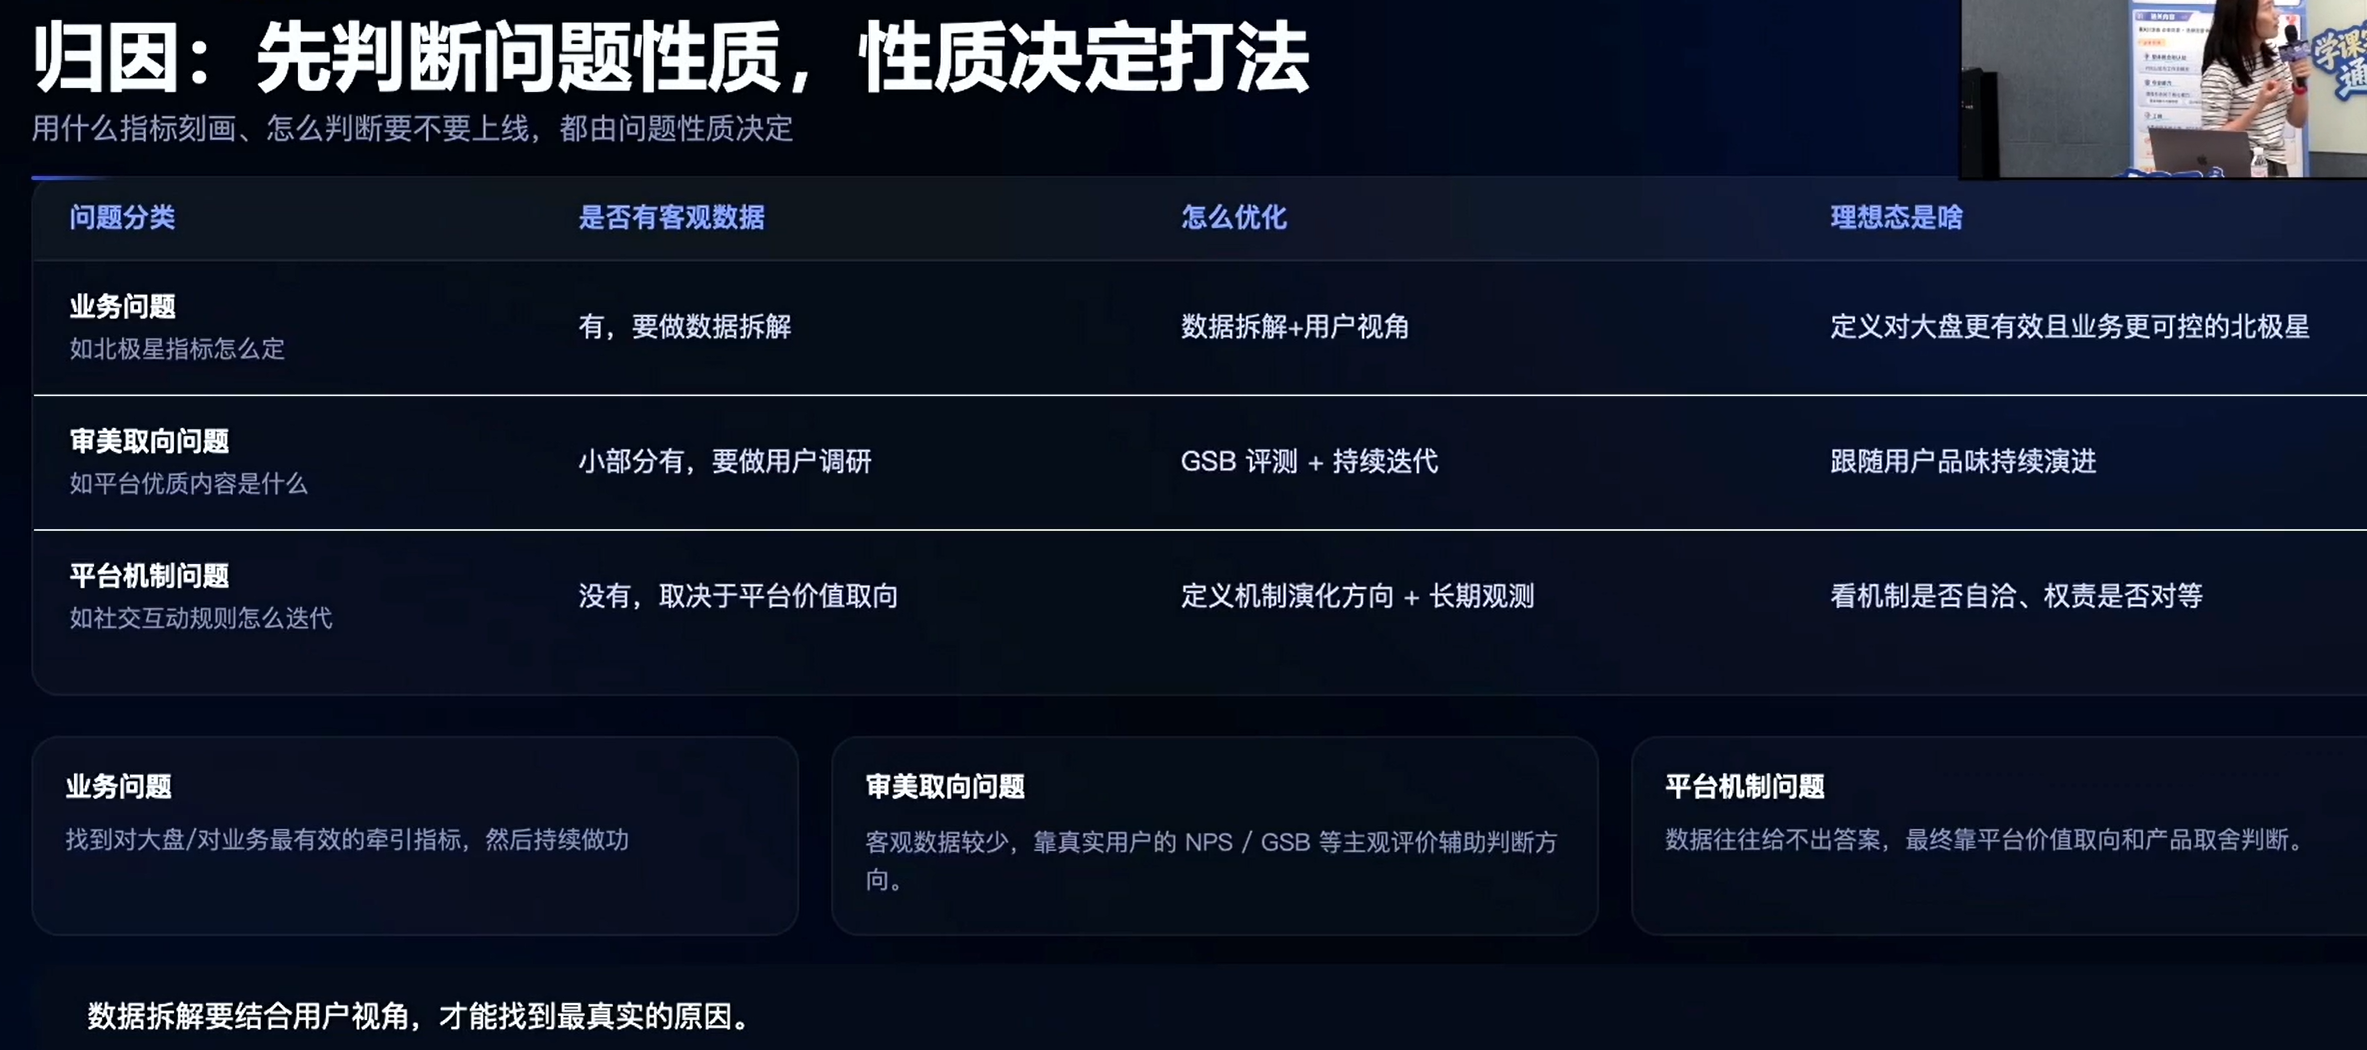 归因：先判断问题性质，性质决定打法
用什么指标刻画、怎么判断要不要上线，都由问题性质决定
学课
通
问题分类
是否有客观数据
怎么优化
理想态是啥
业务问题
如北极星指标怎么定
有，要做数据拆解
数据拆解+用户视角
定义对大盘更有效且业务更可控的北极星
审美取向问题
如平台优质内容是什么
小部分有，要做用户调研
GSB 评测 + 持续迭代
跟随用户品味持续演进
平台机制问题
如社交互动规则怎么迭代
没有，取决于平台价值取向
定义机制演化方向 + 长期观测
看机制是否自洽、权责是否对等
业务问题
找到对大盘/对业务最有效的牵引指标，然后持续做功
审美取向问题
客观数据较少，靠真实用户的 NPS / GSB 等主观评价辅助判断方
向。
平台机制问题
数据往往给不出答案，最终靠平台价值取向和产品取舍判断。
数据拆解要结合用户视角，才能找到最真实的原因。